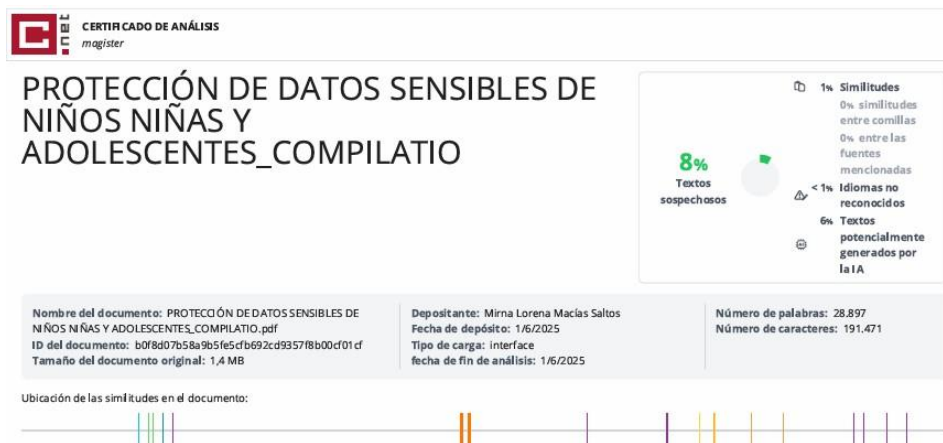 .net
CERTIFICADO DE ANÁLISIS
magister
PROTECCIÓN DE DATOS SENSIBLES DE
NIÑOS NIÑAS Y
ADOLESCENTES_COMPILATIO
8%
Textos
sospechosos
1% Similitudes
0% similitudes
entre comillas
0% entre las
fuentes
mencionadas
< 1% Idiomas no
reconocidos
6% Textos
potencialmente
generados por
la IA
Nombre del documento: PROTECCIÓN DE DATOS SENSIBLES DE
NIÑOS NIÑAS Y ADOLESCENTES_COMPILATIO.pdf
ID del documento: b0f8d07b58a9b5fe5cfb692cd9357f8b00cf01cf
Tamaño del documento original: 1,4 MB
Depositante: Mirna Lorena Macías Saltos
Fecha de depósito: 1/6/2025
Tipo de carga: interface
fecha de fin de análisis: 1/6/2025
Número de palabras: 28.897
Número de caracteres: 191.471
Ubicación de las similitudes en el documento: